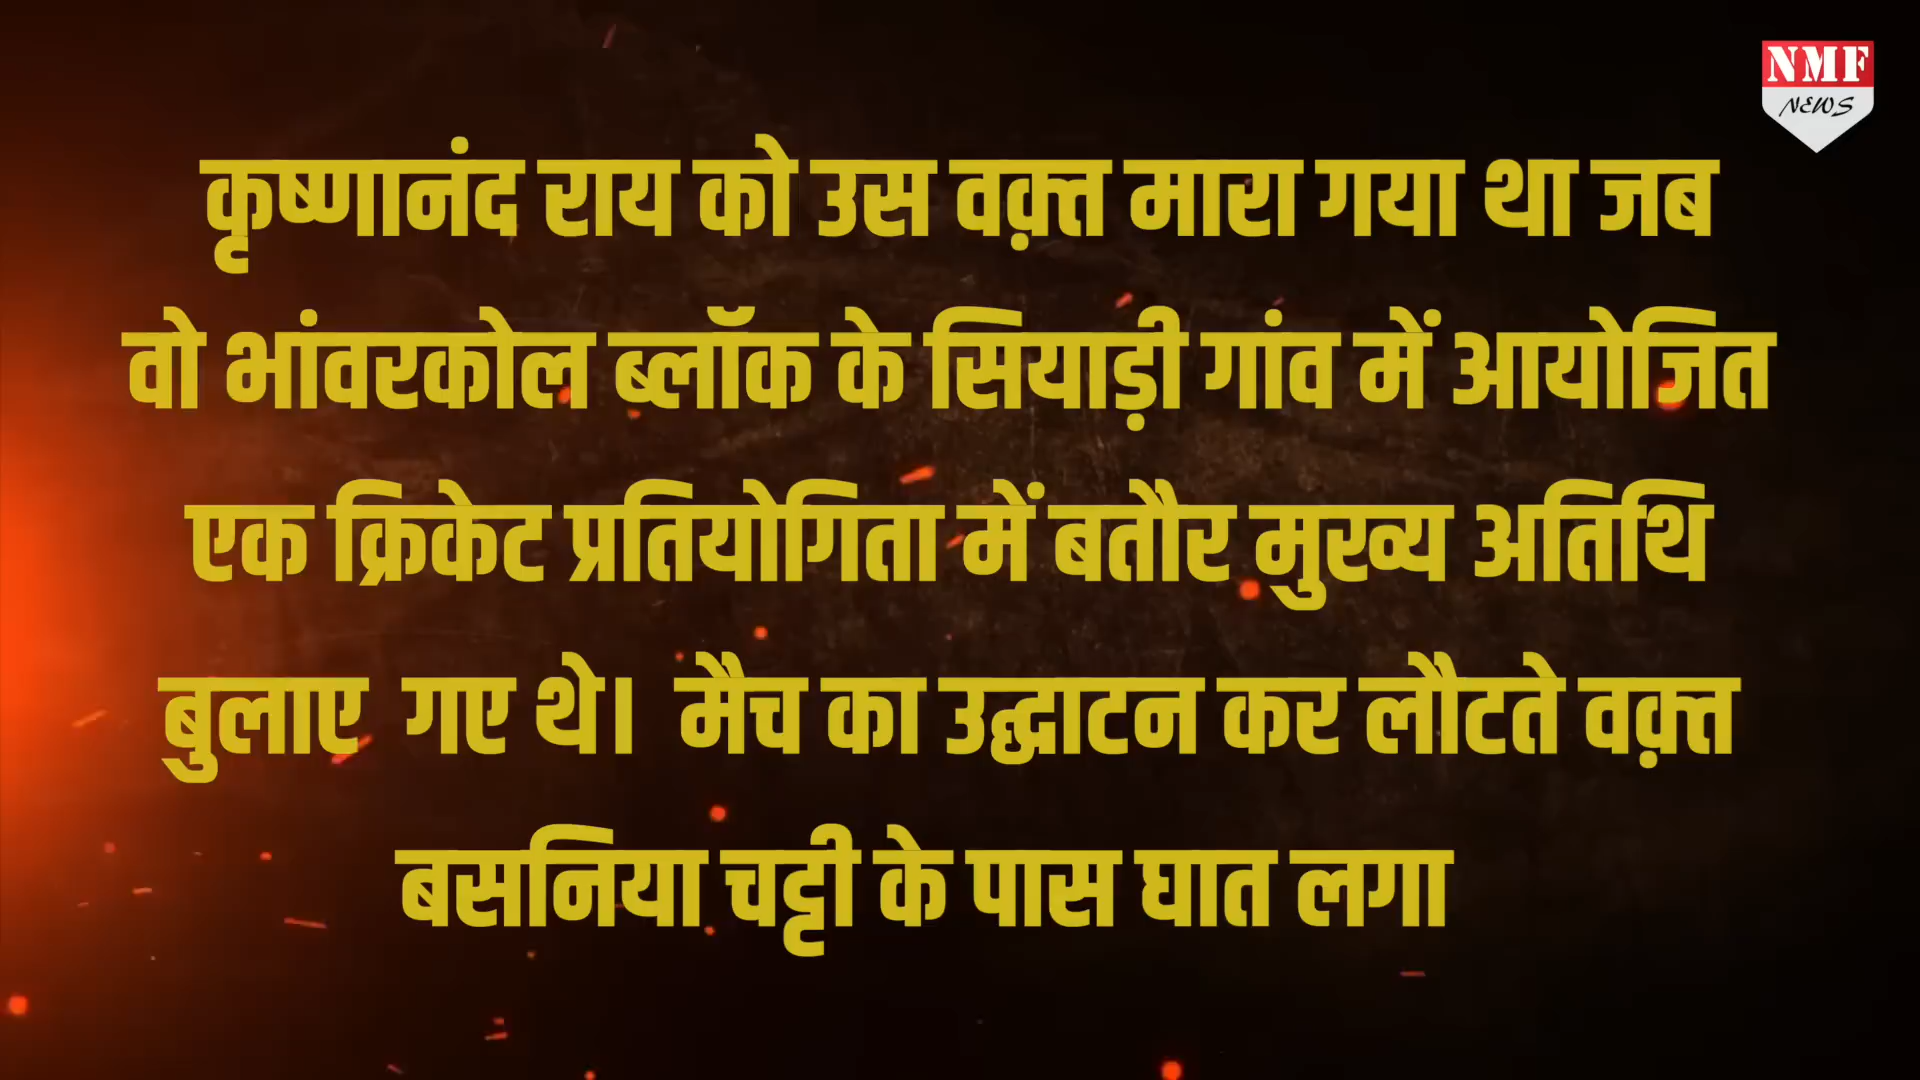 NMF
NEWS
कृष्णानंद राय को उस वक़्त मारा गया था जब
वो भांवरकोल ब्लॉक के सियाड़ी गांव में आयोजित
एक क्रिकेट प्रतियोगिता में बतौर मुख्य अतिथि
बुलाए गए थे। मैच का उद्घाटन कर लौटते वक़्त
बसनिया चट्टी के पास घात लगा